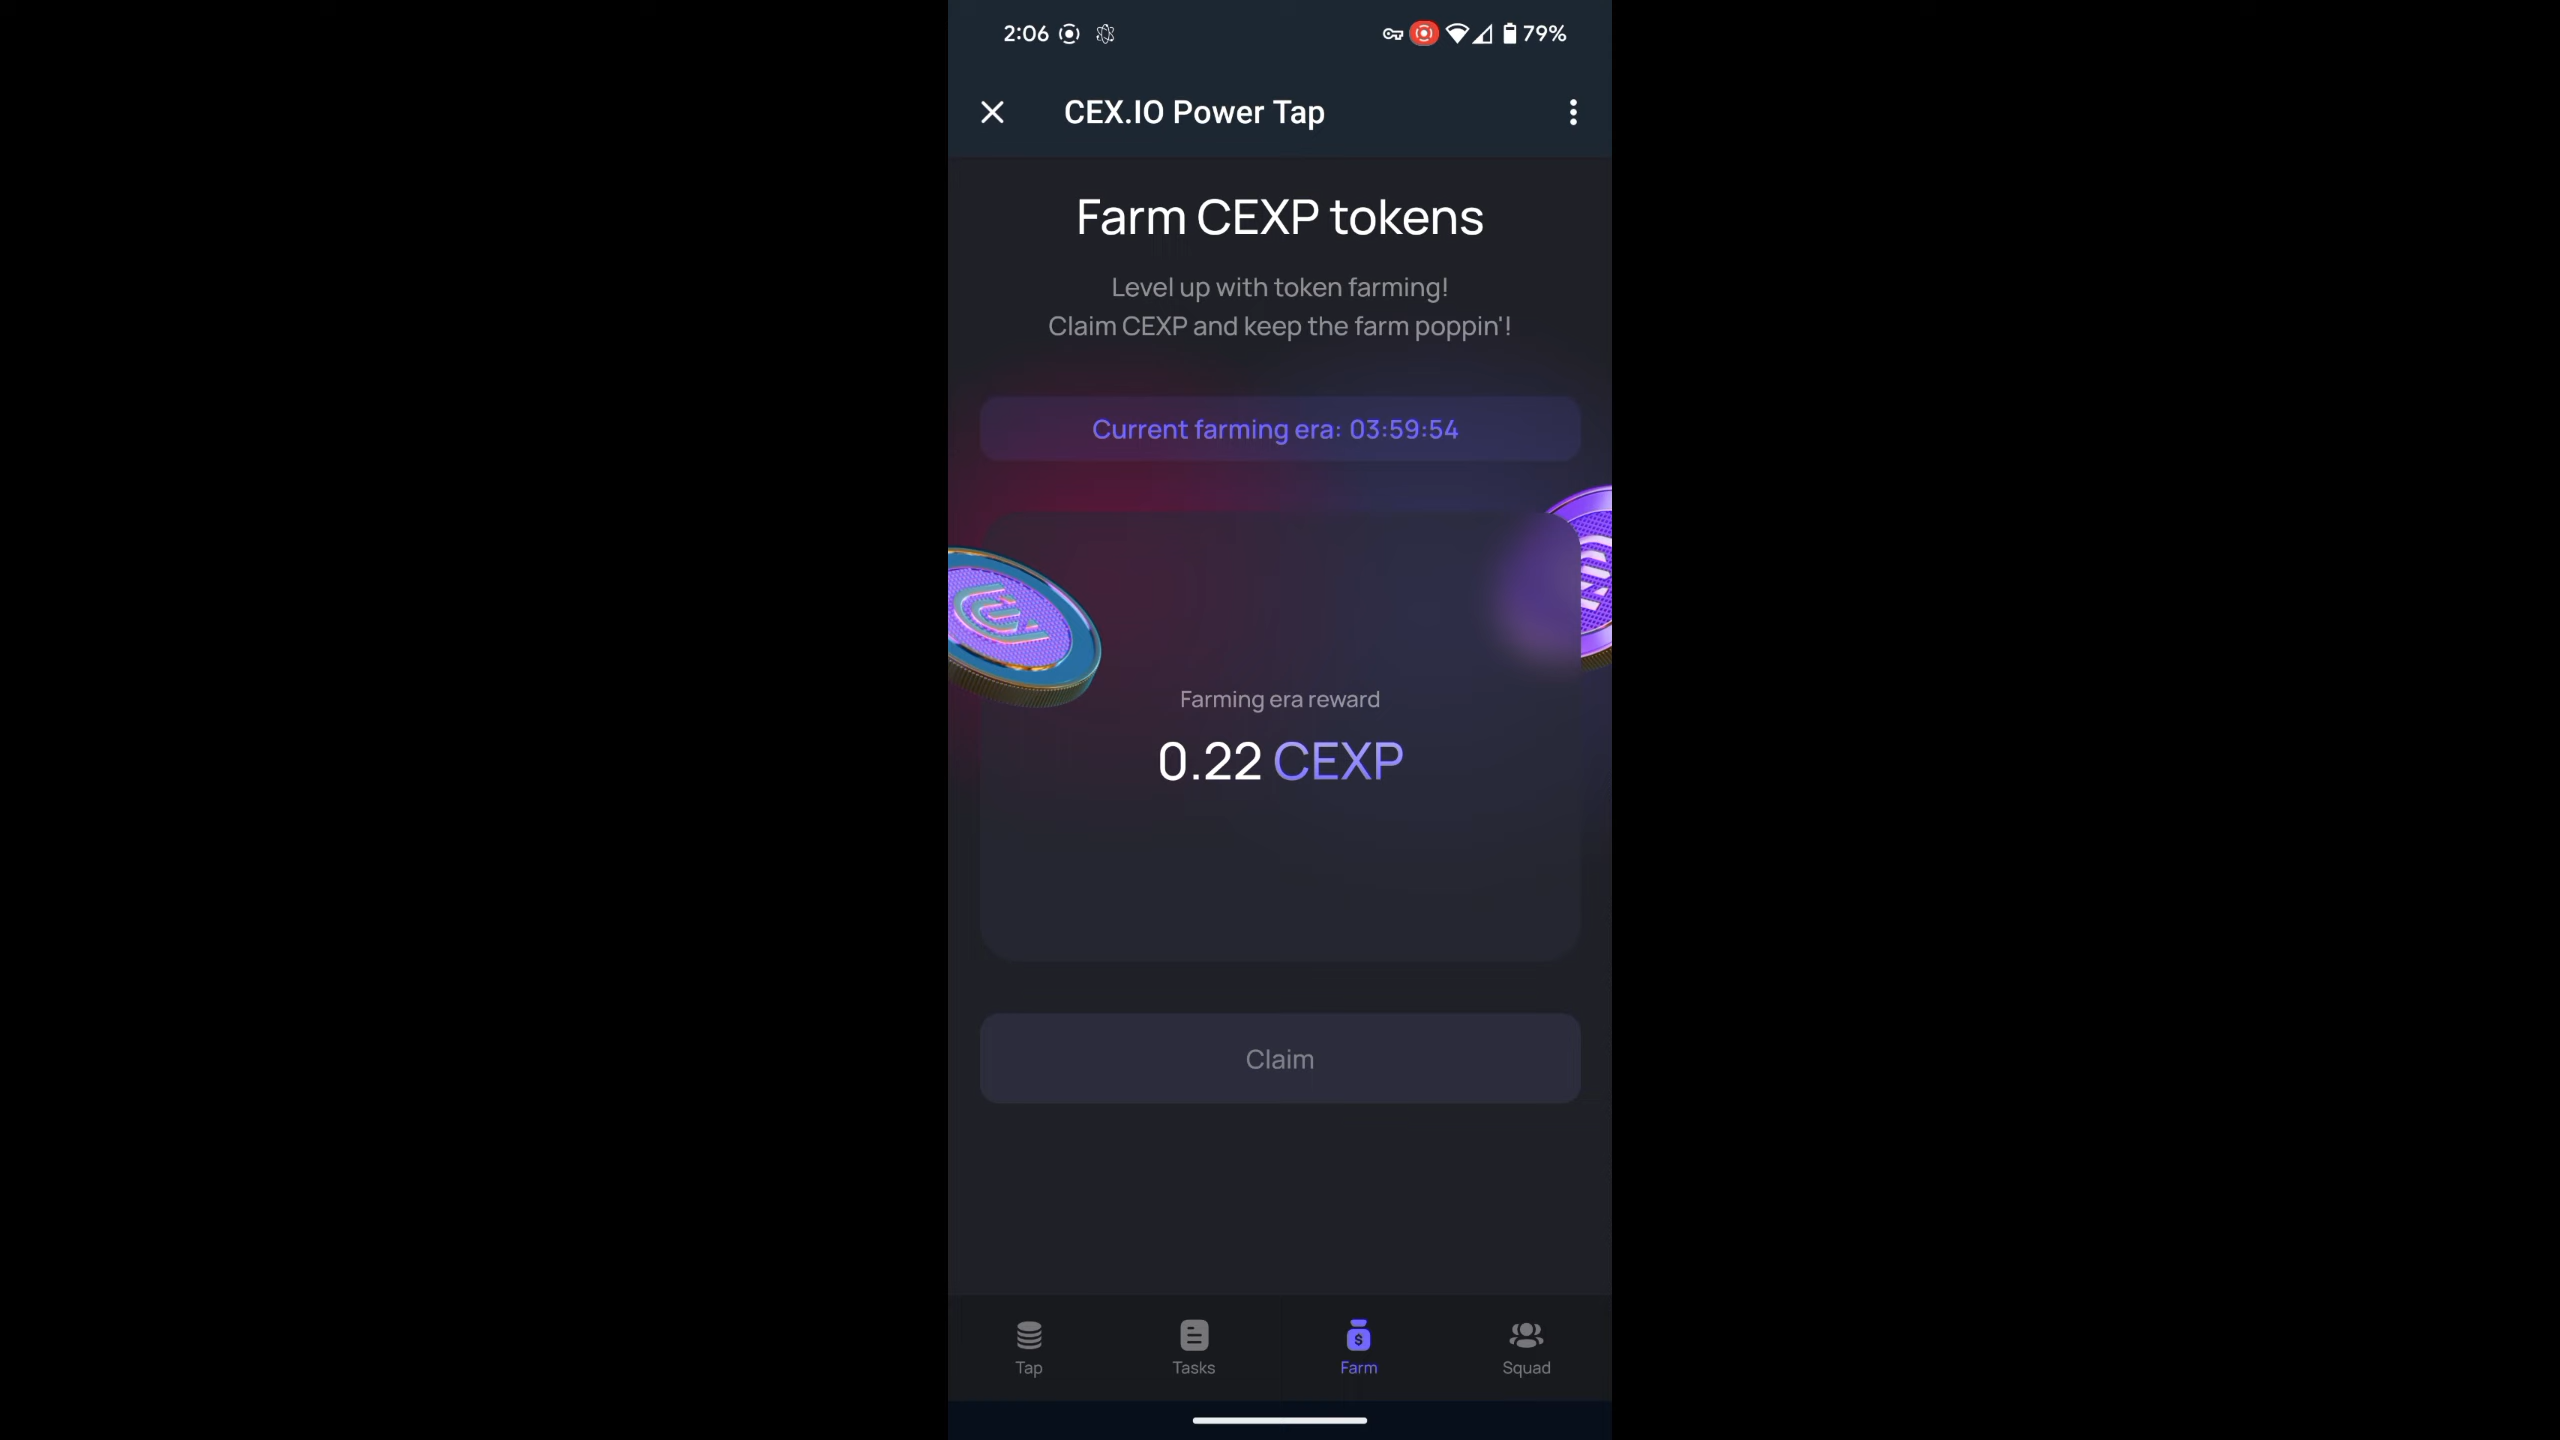 2:06
79%
CEX.IO Power Tap
Farm CEXP tokens
Level up with token farming!
Claim CEXP and keep the farm poppin'!
Current farming era: 03:59:54
Farming era reward
0.22 CEXP
Claim
Tap
Tasks
Farm
Squad